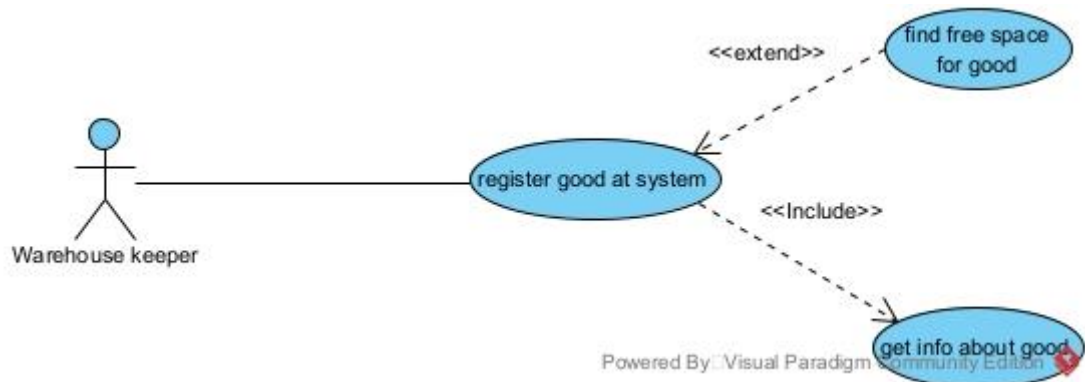 find free space
for good
<<extend>>
register good at system
<<Include>>
Warehouse keeper
get info about good
Powered By Visual Paradigm Community Edition